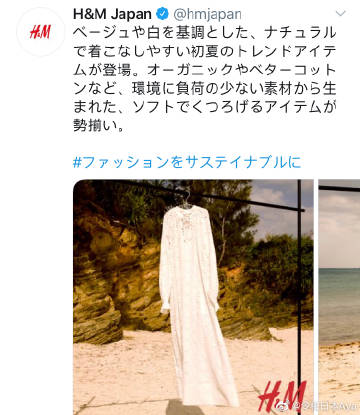 H&M Japan @hmjapan
H&M
ベージュや白を基調とした、ナチュラル
で着こなしやすい初夏のトレンドアイテ
ムが登場。オーガニックやベターコット
ンなど、環境に負荷の少ない素材から生
まれた、ソフトでくつろげるアイテムが
勢揃い。
#ファッションをサステイナブルに
H&M